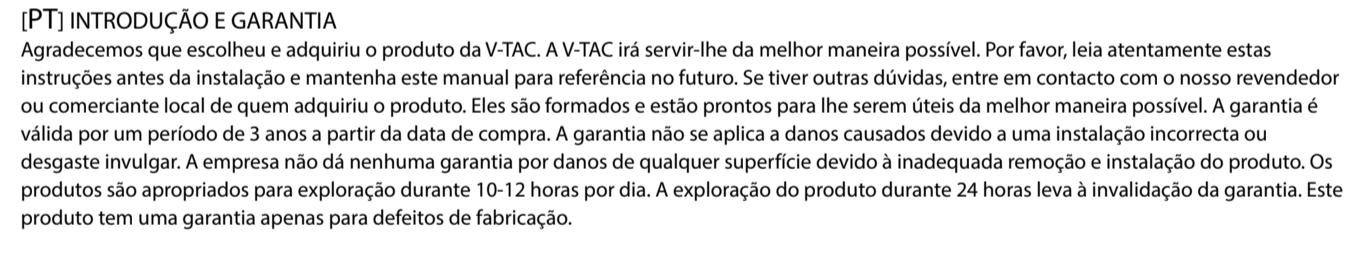 [PT] INTRODUÇÃO E GARANTIA
Agradecemos que escolheu e adquiriu o produto da V-TAC. A V-TAC irá servir-lhe da melhor maneira possível. Por favor, leia atentamente estas
instruções antes da instalação e mantenha este manual para referência no futuro. Se tiver outras dúvidas, entre em contacto com o nosso revendedor
ou comerciante local de quem adquiriu o produto. Eles são formados e estão prontos para lhe serem úteis da melhor maneira possível. A garantia é
válida por um período de 3 anos a partir da data de compra. A garantia não se aplica a danos causados devido a uma instalação incorrecta ou
desgaste invulgar. A empresa não dá nenhuma garantia por danos de qualquer superfície devido à inadequada remoção e instalação do produto. Os
produtos são apropriados para exploração durante 10-12 horas por dia. A exploração do produto durante 24 horas leva à invalidação da garantia. Este
produto tem uma garantia apenas para defeitos de fabricação.